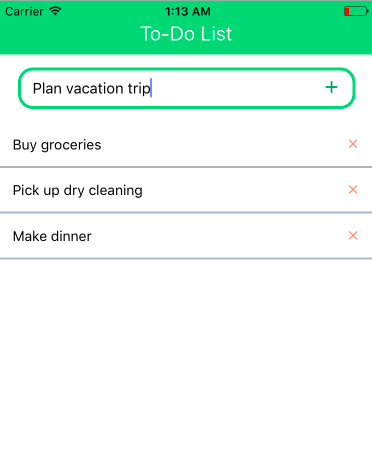 Carrier 1:13 AM
To-Do List
Plan vacation trip +
Buy groceries ×
Pick up dry cleaning ×
Make dinner ×